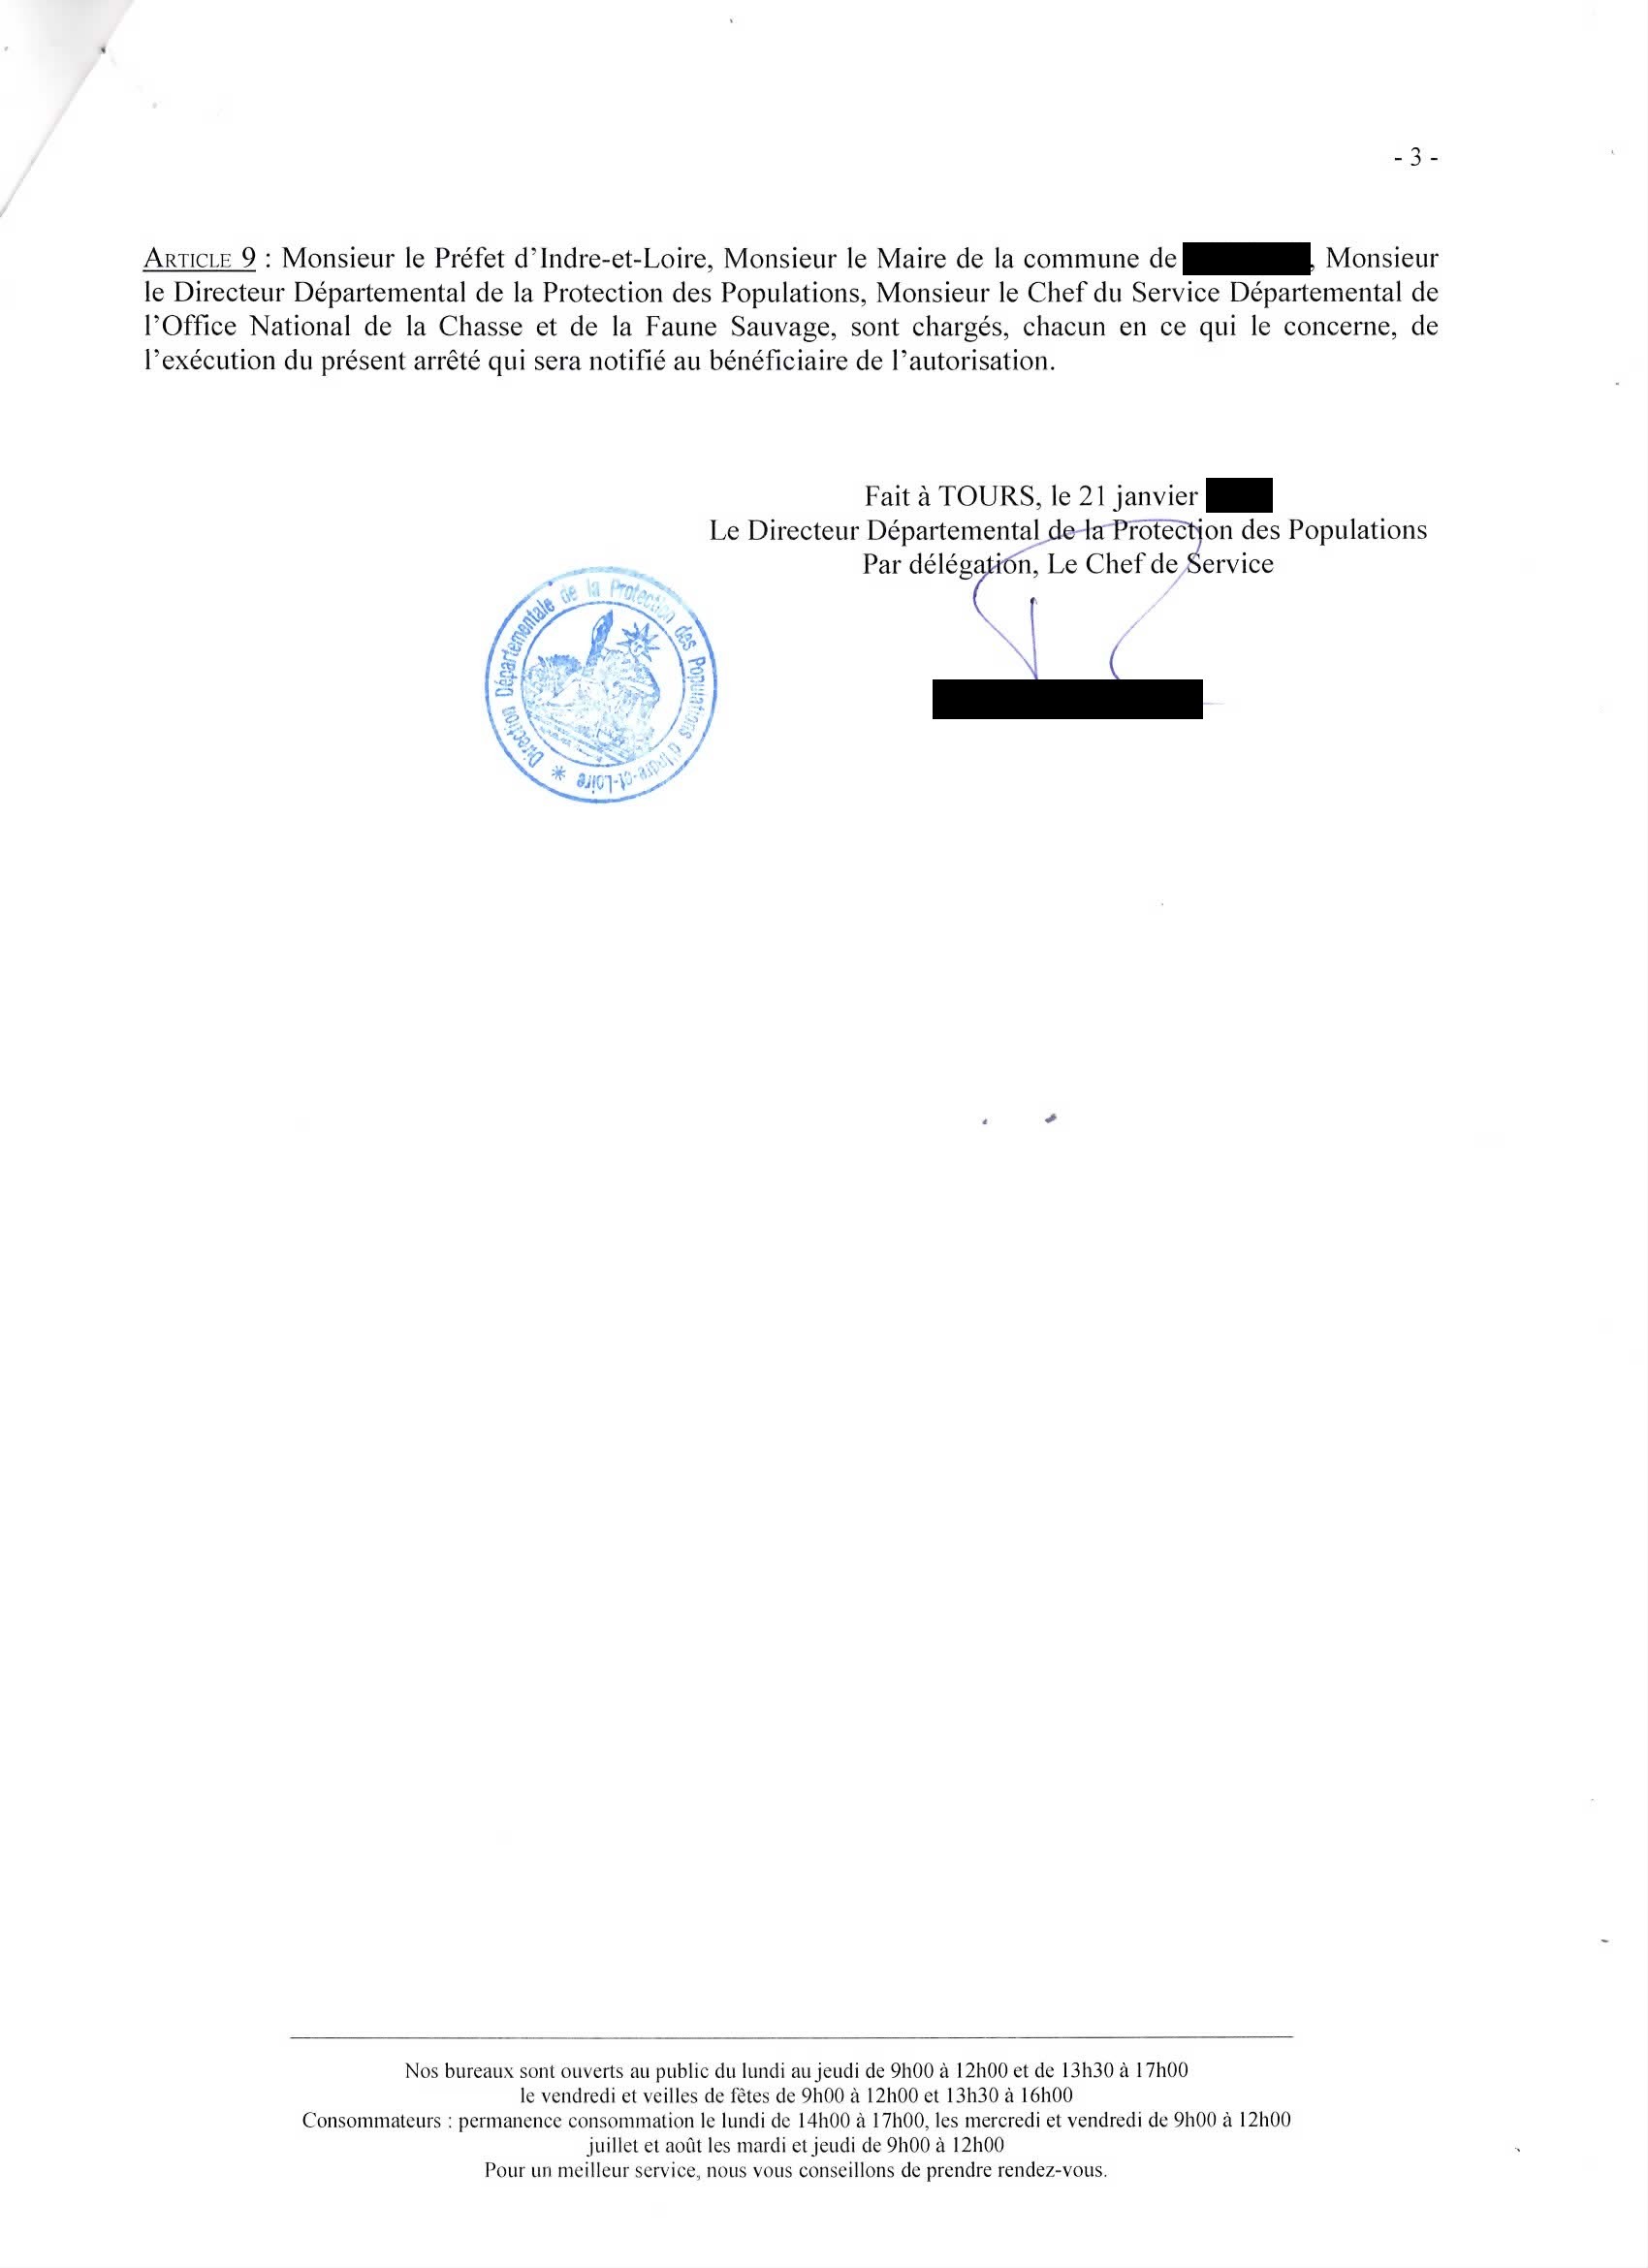 - 3 -
ARTICLE 9 : Monsieur le Préfet d’Indre-et-Loire, Monsieur le Maire de la commune de , Monsieur
le Directeur Départemental de la Protection des Populations, Monsieur le Chef du Service Départemental de
l’Office National de la Chasse et de la Faune Sauvage, sont chargés, chacun en ce qui le concerne, de
l’exécution du présent arrêté qui sera notifié au bénéficiaire de l’autorisation.
Fait à TOURS, le 21 janvier
Le Directeur Départemental de la Protection des Populations
Par délégation, Le Chef de Service
Direction Départementale de la Protection des Populations d'Indre-et-Loire *
Nos bureaux sont ouverts au public du lundi au jeudi de 9h00 à 12h00 et de 13h30 à 17h00
le vendredi et veilles de fêtes de 9h00 à 12h00 et 13h30 à 16h00
Consommateurs : permanence consommation le lundi de 14h00 à 17h00, les mercredi et vendredi de 9h00 à 12h00
juillet et août les mardi et jeudi de 9h00 à 12h00
Pour un meilleur service, nous vous conseillons de prendre rendez-vous.